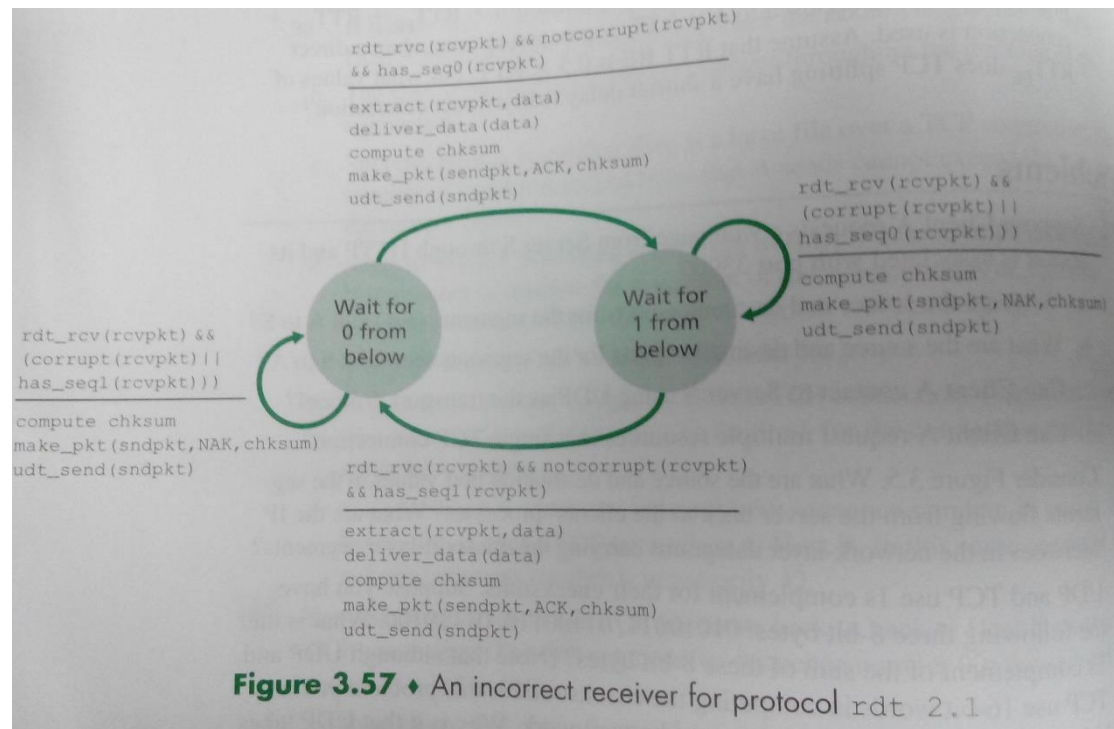 rdt_rvc(rcvpkt) && notcorrupt(rcvpkt)
&& has_seq0(rcvpkt)
extract(rcvpkt,data)
deliver_data(data)
compute chksum
make_pkt(sendpkt,ACK,chksum)
udt_send(sndpkt)
rdt_rcv(rcvpkt) &&
(corrupt(rcvpkt)||
has_seq0(rcvpkt)))
compute chksum
make_pkt(sndpkt,NAK,chksum)
udt_send(sndpkt)
Wait for
0 from
below
Wait for
1 from
below
rdt_rcv(rcvpkt) &&
(corrupt(rcvpkt)||
has_seq1(rcvpkt)))
compute chksum
make_pkt(sndpkt,NAK,chksum)
udt_send(sndpkt)
rdt_rvc(rcvpkt) && notcorrupt(rcvpkt)
&& has_seq1(rcvpkt)
extract(rcvpkt,data)
deliver_data(data)
compute chksum
make_pkt(sendpkt,ACK,chksum)
udt_send(sndpkt)
Figure 3.57 ♦ An incorrect receiver for protocol rdt 2.1